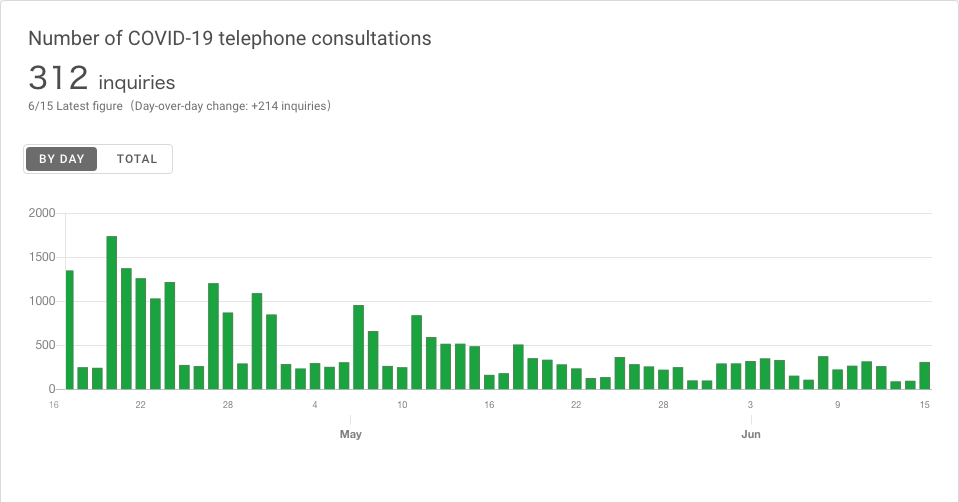 Number of COVID-19 telephone consultations
312 inquiries
6/15 Latest figure（Day-over-day change: +214 inquiries）
BY DAY TOTAL
2000
1500
1000
500
0
16 22 28 4 10 16 22 28 3 9 15
May Jun